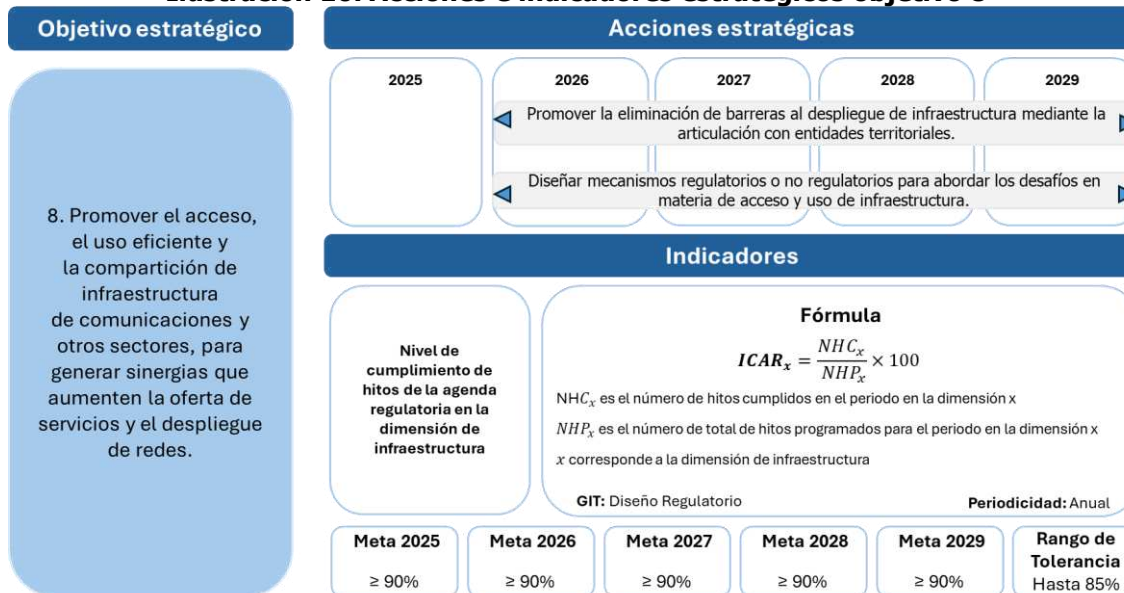 Objetivo estratégico
8. Promover el acceso,
el uso eficiente y
la compartición de
infraestructura
de comunicaciones y
otros sectores, para
generar sinergias que
aumenten la oferta de
servicios y el despliegue
de redes.
Acciones estratégicas
2025 2026 2027 2028 2029
Promover la eliminación de barreras al despliegue de infraestructura mediante la
articulación con entidades territoriales.
Diseñar mecanismos regulatorios o no regulatorios para abordar los desafíos en
materia de acceso y uso de infraestructura.
Indicadores
Nivel de
cumplimiento de
hitos de la agenda
regulatoria en la
dimensión de
infraestructura
Fórmula
ICARₓ = NHCₓ / NHPₓ × 100
NHCₓ es el número de hitos cumplidos en el periodo en la dimensión x
NHPₓ es el número de total de hitos programados para el periodo en la dimensión x
x corresponde a la dimensión de infraestructura
GIT: Diseño Regulatorio Periodicidad: Anual
Meta 2025 Meta 2026 Meta 2027 Meta 2028 Meta 2029 Rango de
Tolerancia
≥ 90% ≥ 90% ≥ 90% ≥ 90% ≥ 90% Hasta 85%